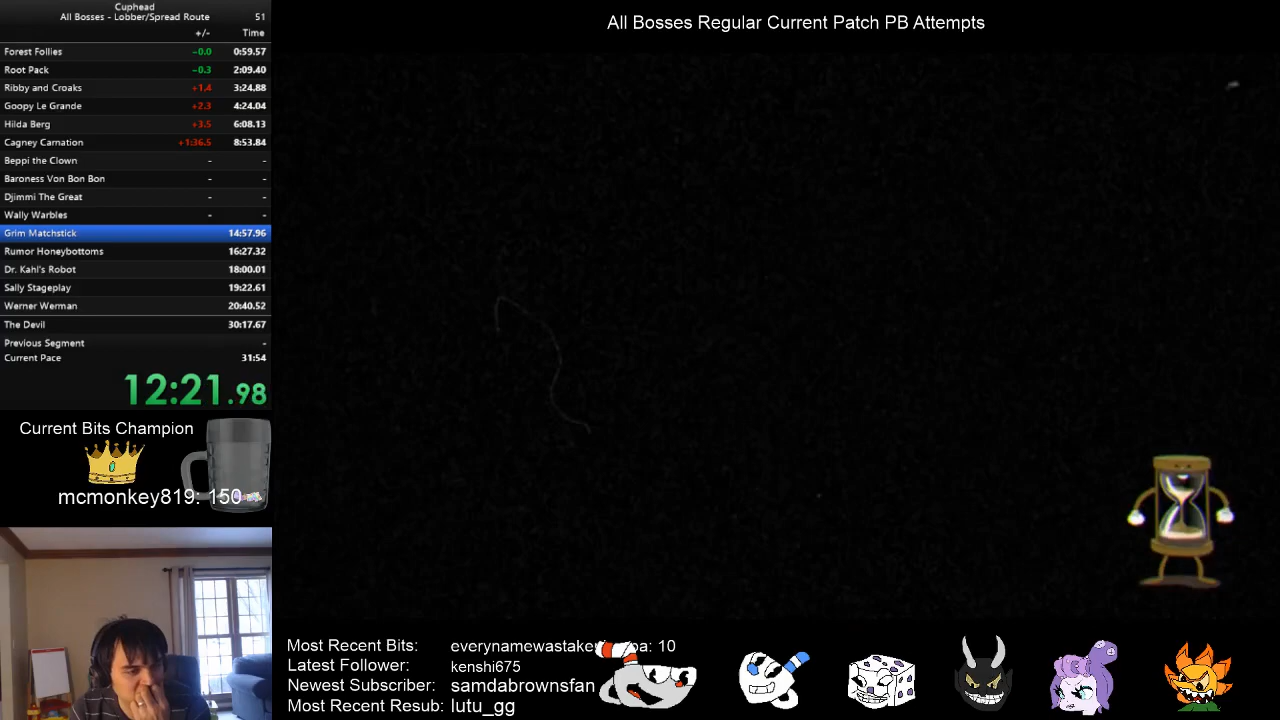 Cuphead
All Bosses - Lobber/Spread Route 51
+/- Time
Forest Follies −0.0 0:59.57
Root Pack −0.3 2:09.40
Ribby and Croaks +1.4 3:24.88
Goopy Le Grande +2.3 4:24.04
Hilda Berg +3.5 6:08.13
Cagney Carnation +1:36.5 8:53.84
Beppi the Clown - -
Baroness Von Bon Bon - -
Djimmi The Great - -
Wally Warbles - -
Grim Matchstick 14:57.96
Rumor Honeybottoms 16:27.32
Dr. Kahl's Robot 18:00.01
Sally Stageplay 19:22.61
Werner Werman 20:40.52
The Devil 30:17.67
Previous Segment -
Current Pace 31:54
12:21.98
Current Bits Champion
mcmonkey819: 150
All Bosses Regular Current Patch PB Attempts
Most Recent Bits: 10
Latest Follower: kenshi675
Newest Subscriber: samdabrownsfan
Most Recent Resub: lutu_gg